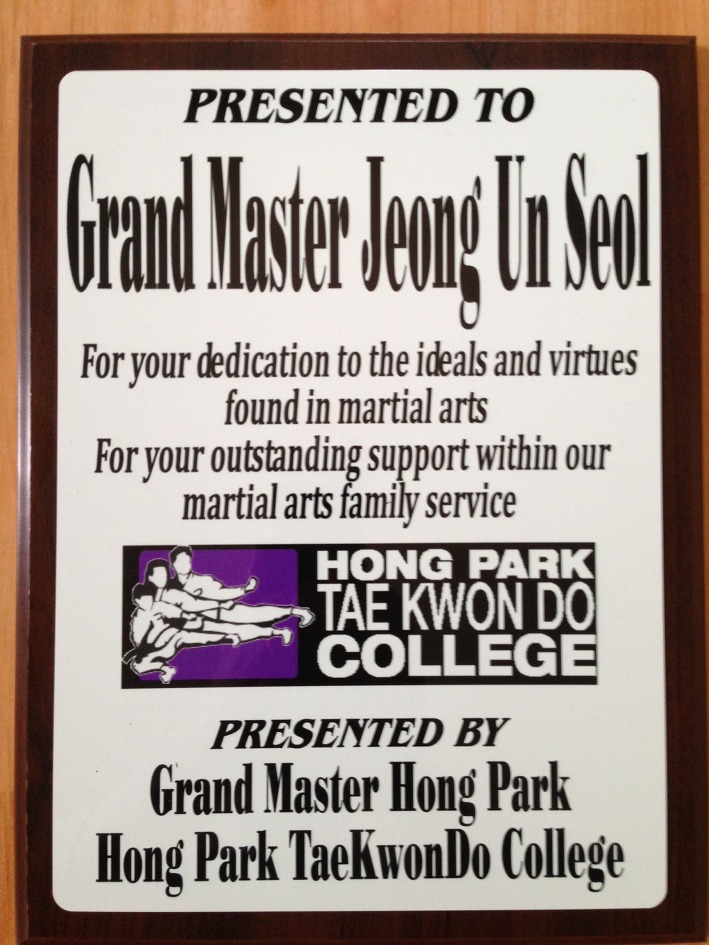 PRESENTED TO
Grand Master Jeong Un Seol
For your dedication to the ideals and virtues
found in martial arts
For your outstanding support within our
martial arts family service
HONG PARK
TAE KWON DO
COLLEGE
PRESENTED BY
Grand Master Hong Park
Hong Park TaeKwonDo College